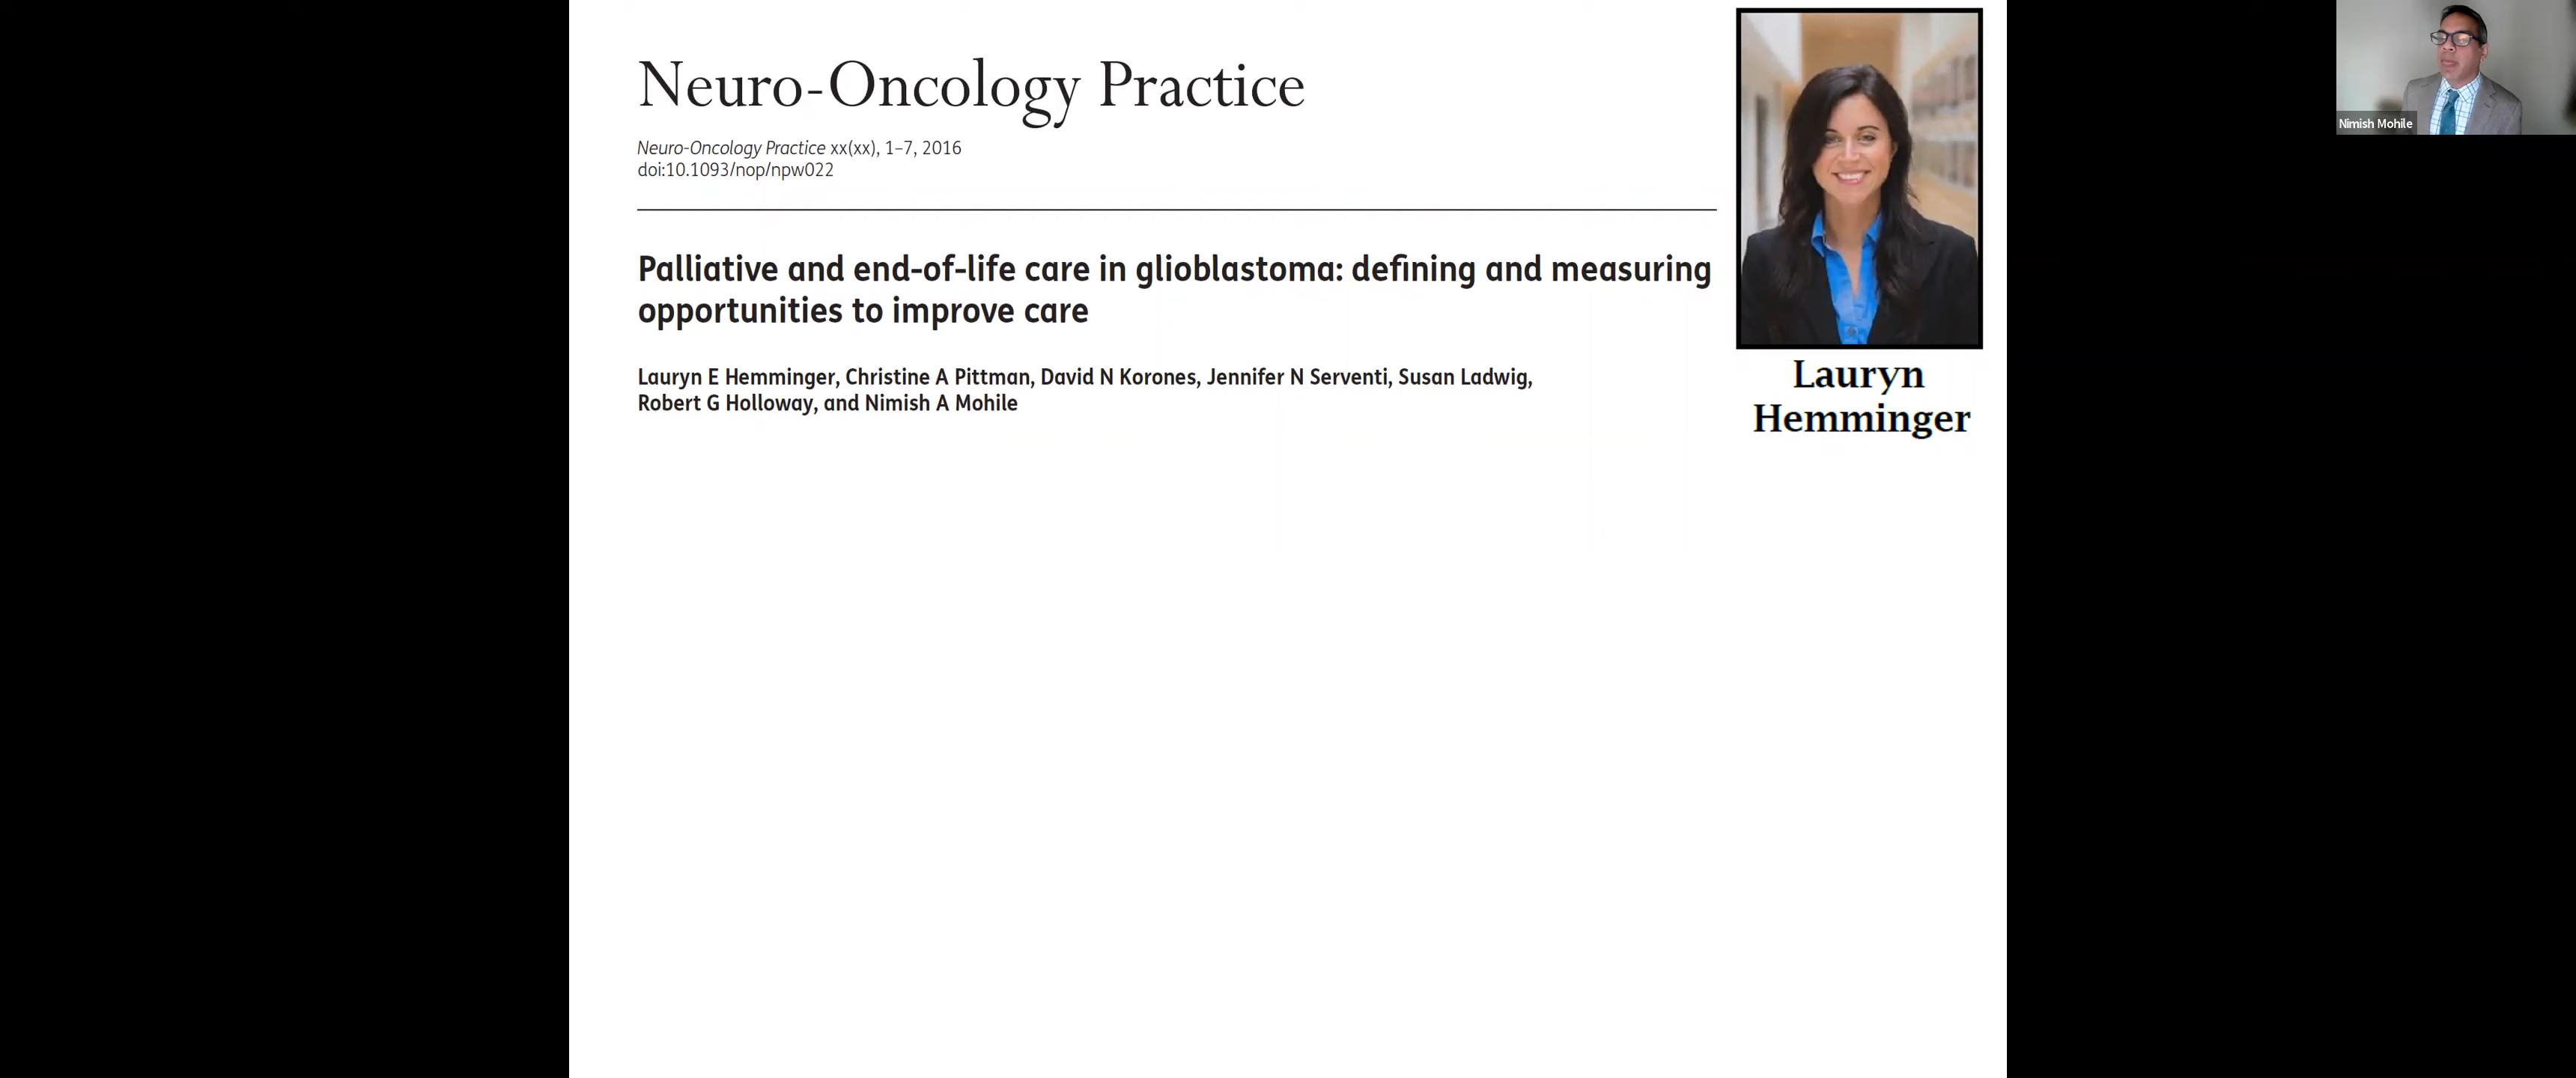 Neuro-Oncology Practice
Neuro-Oncology Practice xx(xx), 1–7, 2016
doi:10.1093/nop/npw022
Palliative and end-of-life care in glioblastoma: defining and measuring
opportunities to improve care
Lauryn E Hemminger, Christine A Pittman, David N Korones, Jennifer N Serventi, Susan Ladwig,
Robert G Holloway, and Nimish A Mohile
Lauryn
Hemminger
Nimish Mohile